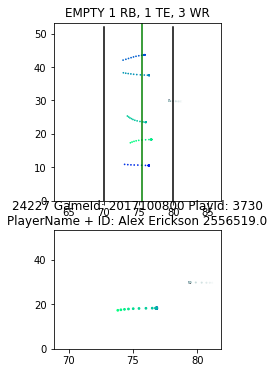 EMPTY 1 RB, 1 TE, 3 WR
50
40
30
20
10
0
65 70 75 80 85
24227 GameId: 2017100800 PlayId: 3730
PlayerName + ID: Alex Erickson 2556519.0
40
20
0
70 75 80